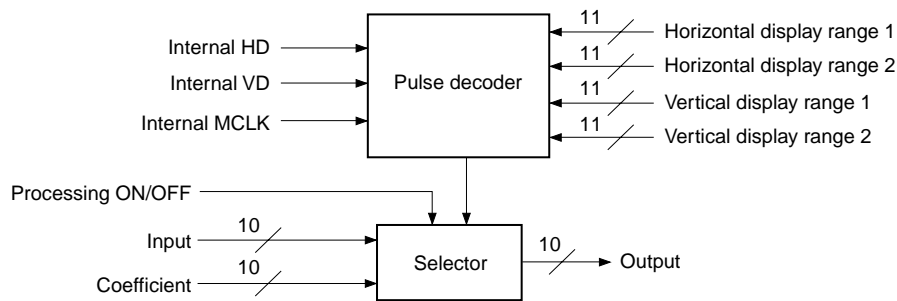 11
Horizontal display range 1
Internal HD
11
Horizontal display range 2
Internal VD
Pulse decoder
11
Vertical display range 1
Internal MCLK
11
Vertical display range 2
Processing ON/OFF
10
Input
10
Coefficient
Selector
10
Output